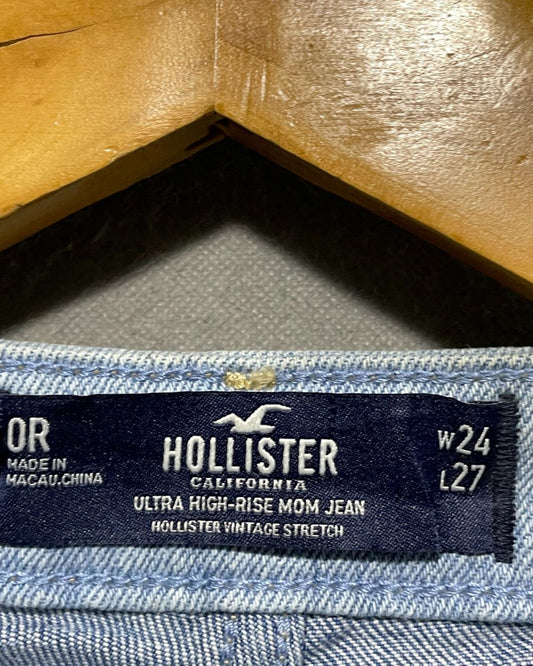 0R
MADE IN
MACAU.CHINA
HOLLISTER
CALIFORNIA
ULTRA HIGH-RISE MOM JEAN
HOLLISTER VINTAGE STRETCH
W24
L27